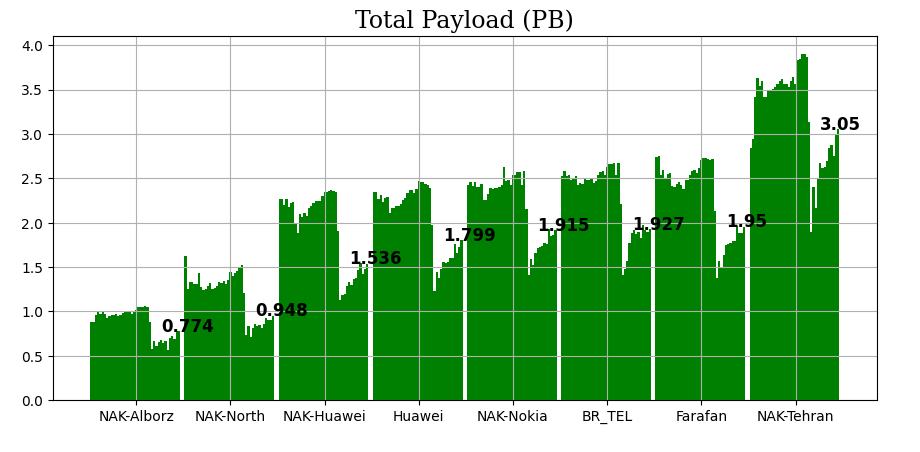 Total Payload (PB)
4.0
3.5
3.0
2.5
2.0
1.5
1.0
0.5
0.0
0.774
0.948
1.536
1.799
1.915
1.927
1.95
3.05
NAK-Alborz
NAK-North
NAK-Huawei
Huawei
NAK-Nokia
BR_TEL
Farafan
NAK-Tehran